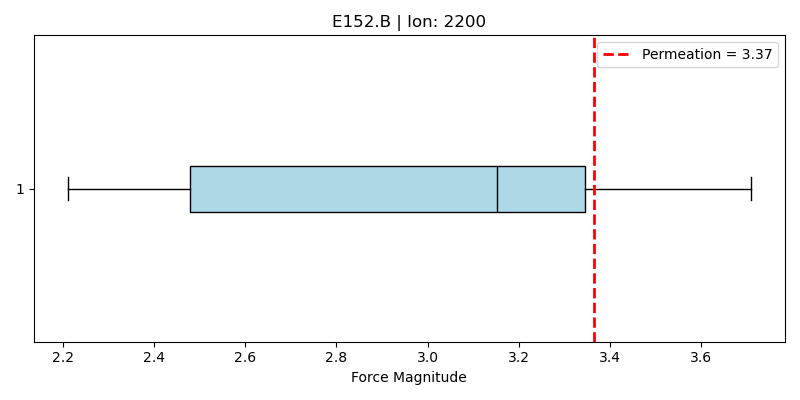 E152.B | Ion: 2200
Permeation = 3.37
1
2.2 2.4 2.6 2.8 3.0 3.2 3.4 3.6
Force Magnitude